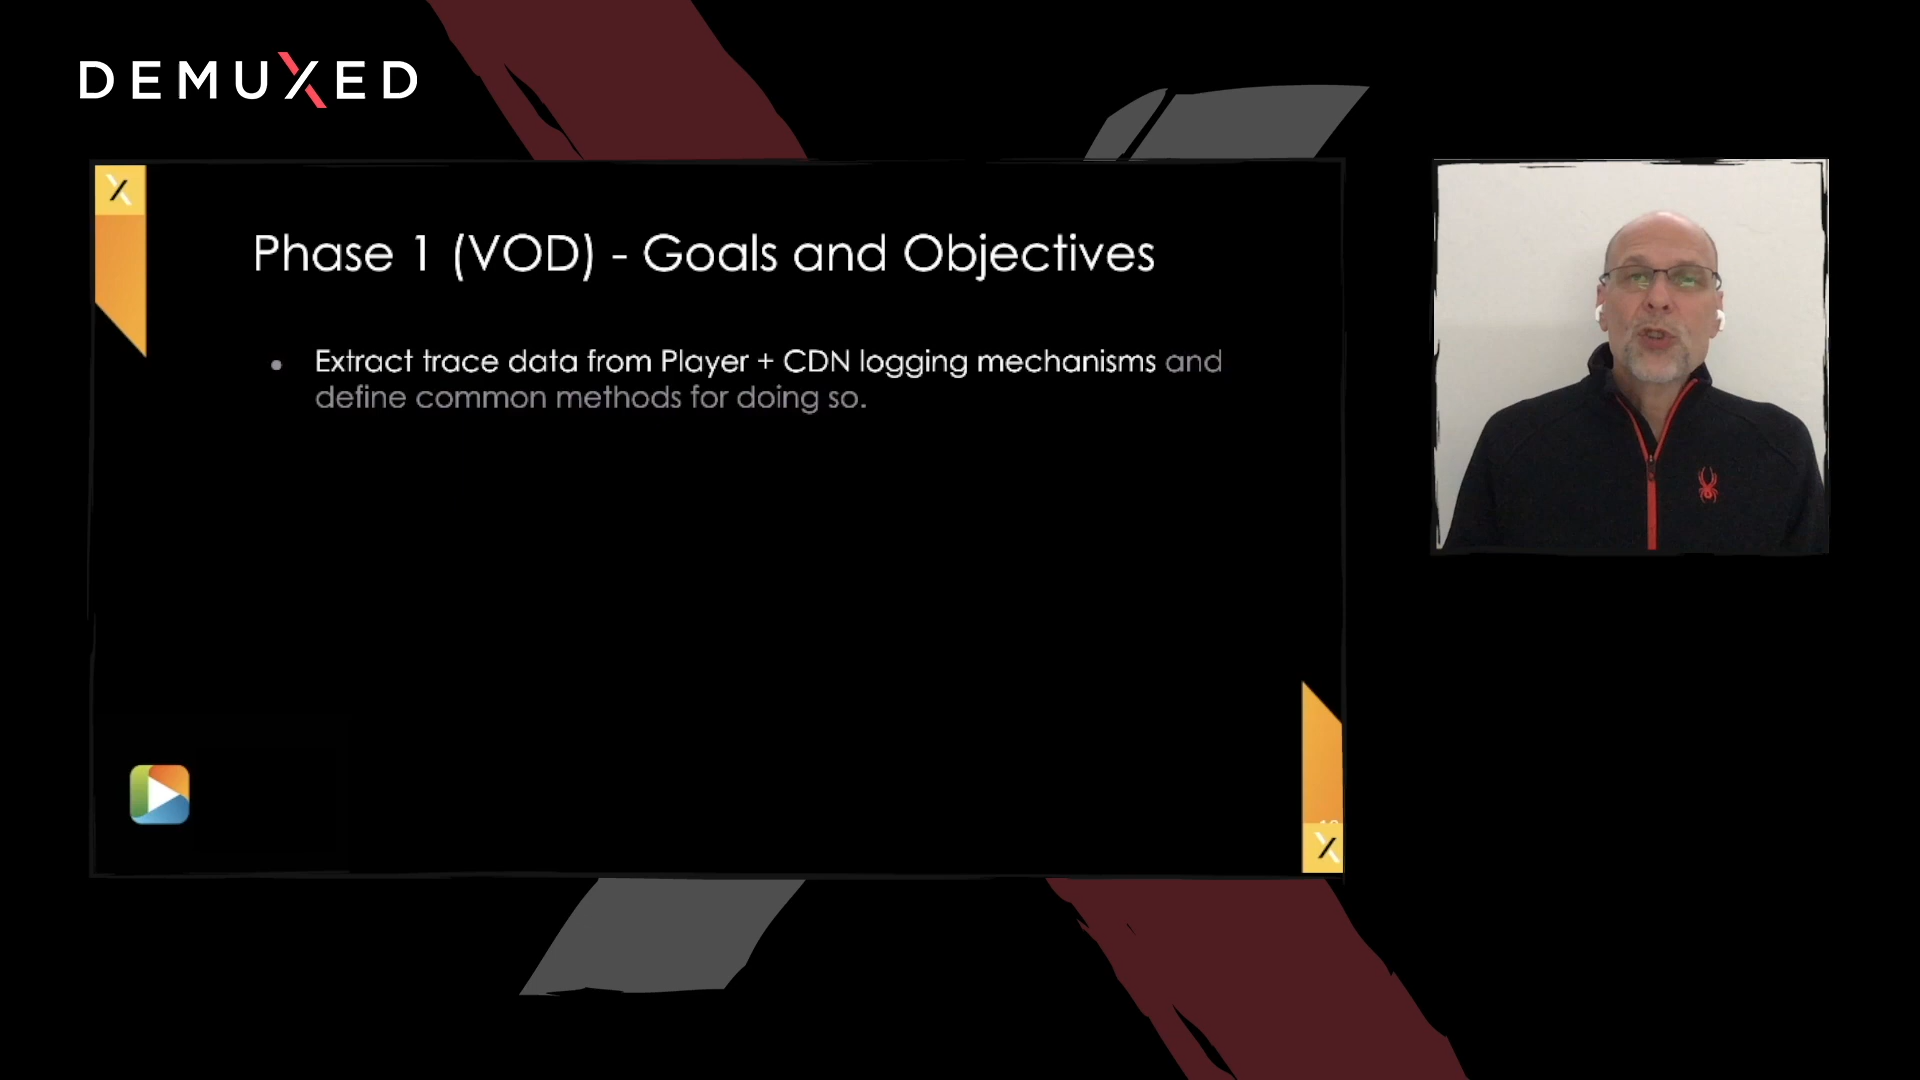 DEMUXED
Phase 1 (VOD) - Goals and Objectives
• Extract trace data from Player + CDN logging mechanisms and
define common methods for doing so.